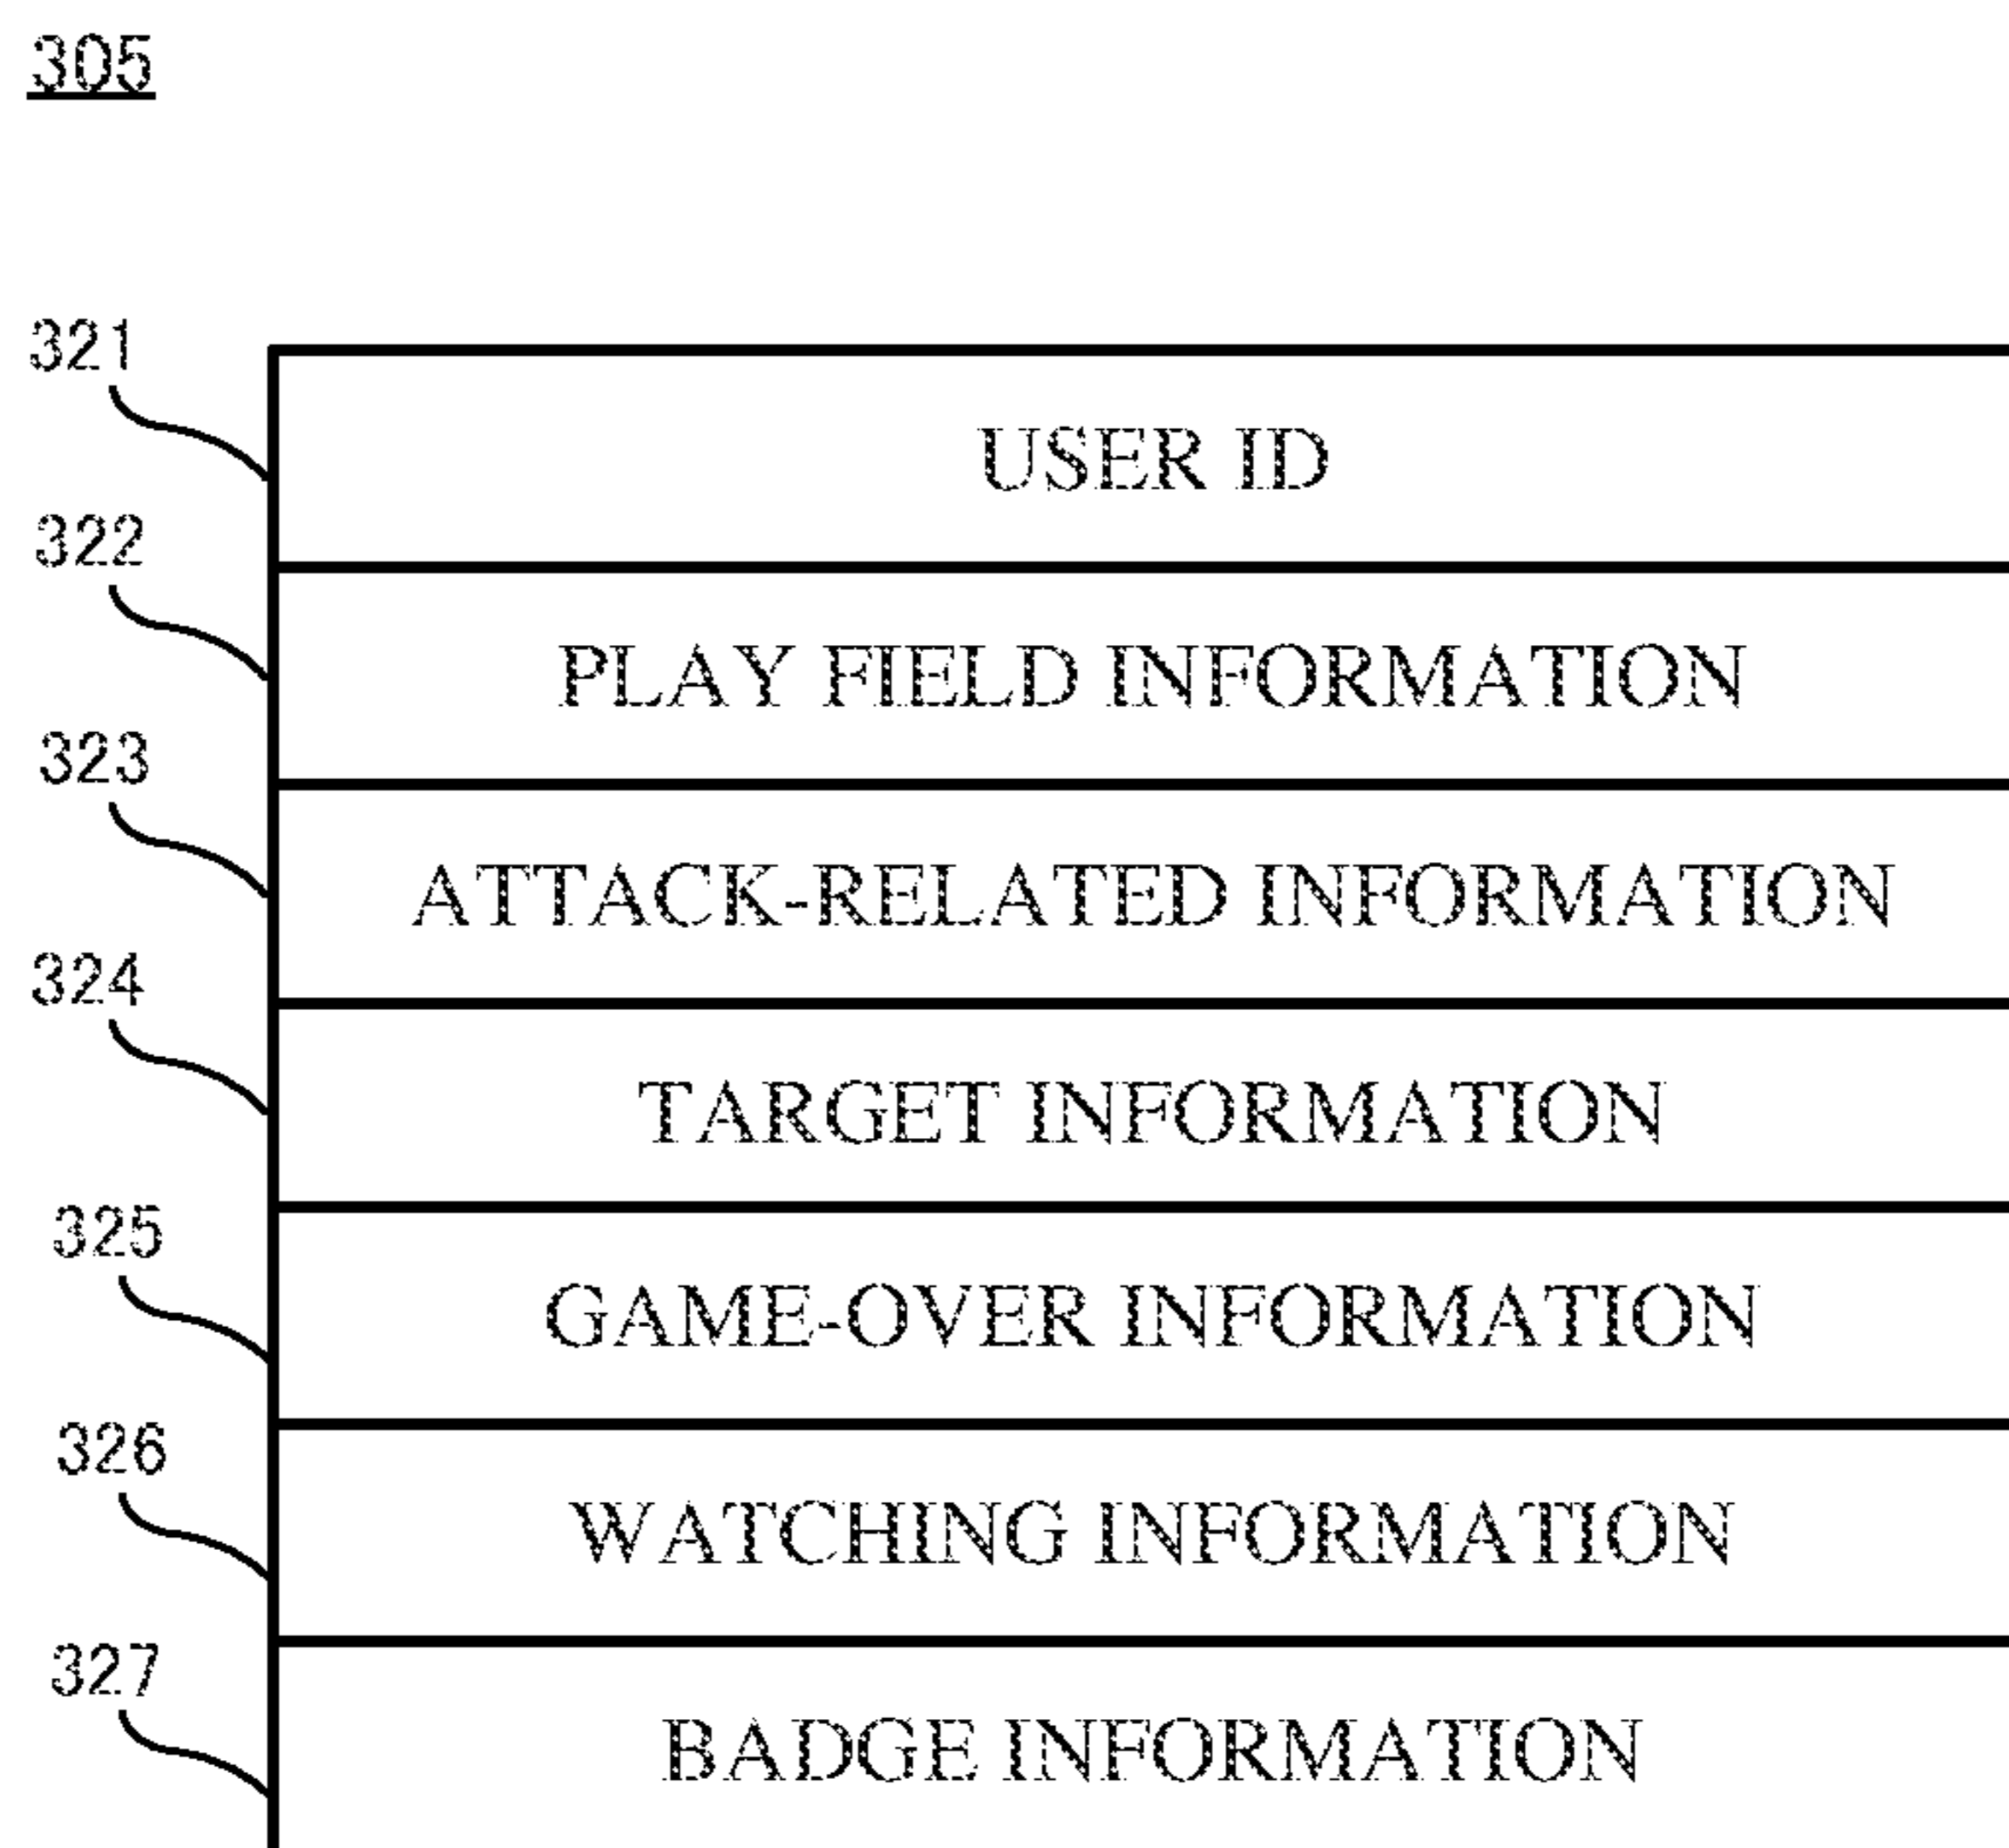 305
321
USER ID
322
PLAY FIELD INFORMATION
323
ATTACK-RELATED INFORMATION
324
TARGET INFORMATION
325
GAME-OVER INFORMATION
326
WATCHING INFORMATION
327
BADGE INFORMATION